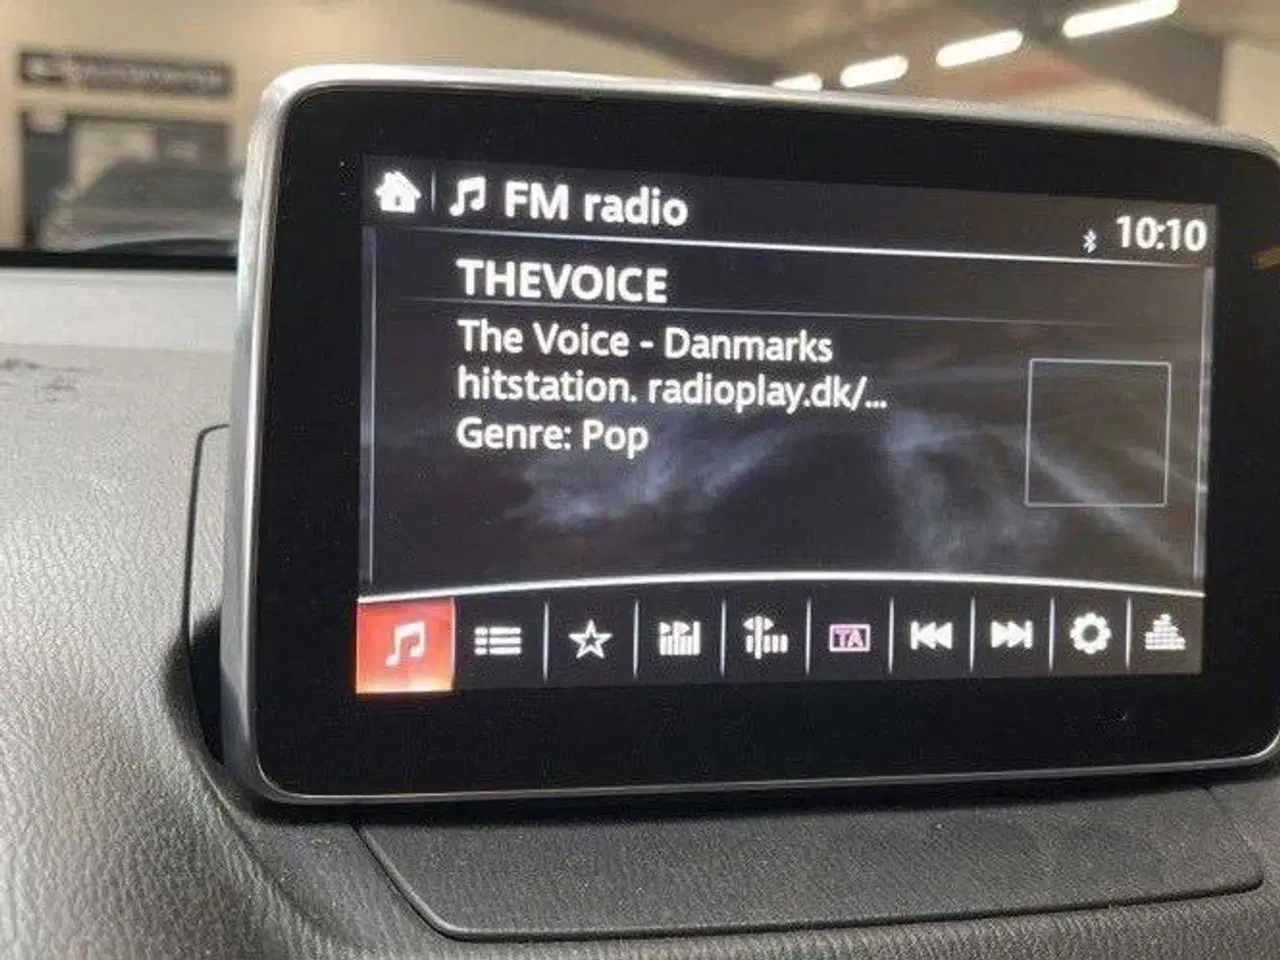 FM radio
10:10
THEVOICE
The Voice - Danmarks
hitstation. radioplay.dk/...
Genre: Pop
TA